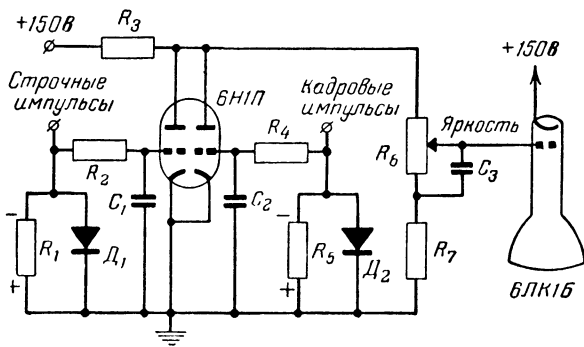 +150В
R3
+150В
Строчные
импульсы
6Н1П
Кадровые
импульсы
Яркость
R2
R4
R6
C3
C1
C2
R1
Д1
R5
Д2
R7
6ЛК1Б
- +
- +